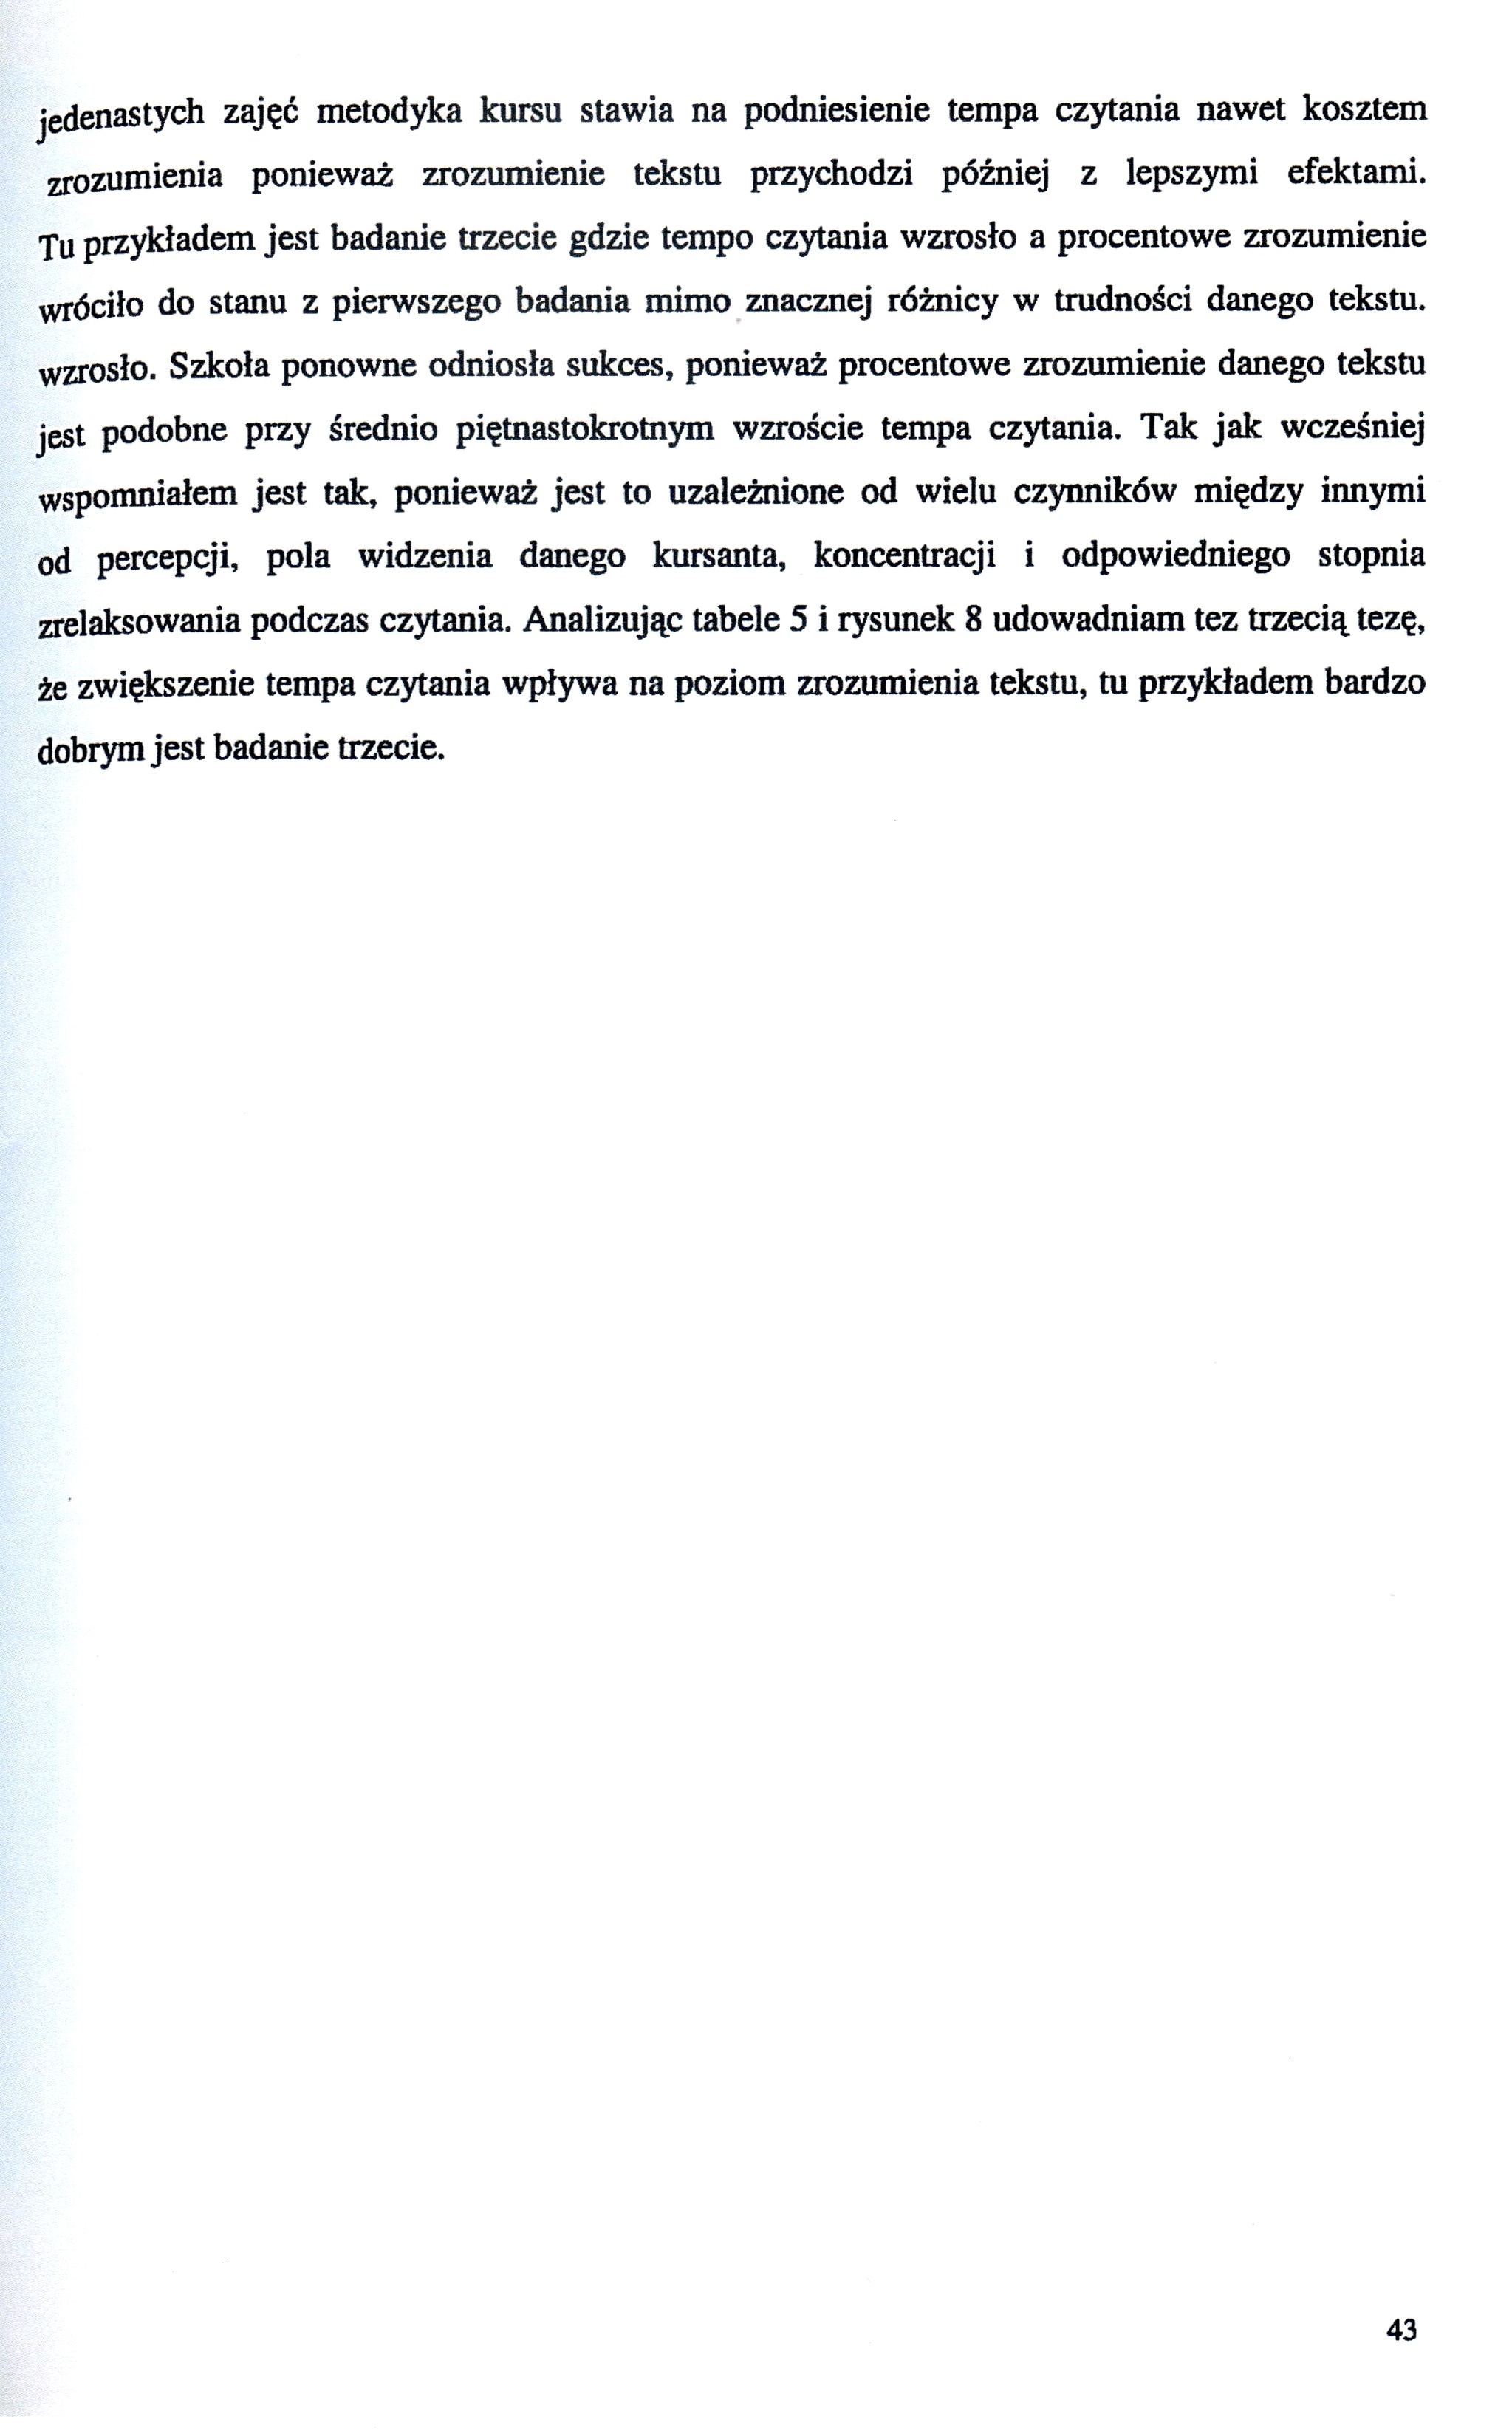 jedenastych zajęć metodyka kursu stawia na podniesienie tempa czytania nawet kosztem
zrozumienia ponieważ zrozumienie tekstu przychodzi później z lepszymi efektami.
Tu przykładem jest badanie trzecie gdzie tempo czytania wzrosło a procentowe zrozumienie
wróciło do stanu z pierwszego badania mimo znacznej różnicy w trudności danego tekstu.
wzrosło. Szkoła ponowne odniosła sukces, ponieważ procentowe zrozumienie danego tekstu
jest podobne przy średnio piętnastokrotnym wzroście tempa czytania. Tak jak wcześniej
wspomniałem jest tak, ponieważ jest to uzależnione od wielu czynników między innymi
od percepcji, pola widzenia danego kursanta, koncentracji i odpowiedniego stopnia
zrelaksowania podczas czytania. Analizując tabele 5 i rysunek 8 udowadniam tez trzecią tezę,
że zwiększenie tempa czytania wpływa na poziom zrozumienia tekstu, tu przykładem bardzo
dobrym jest badanie trzecie.
43